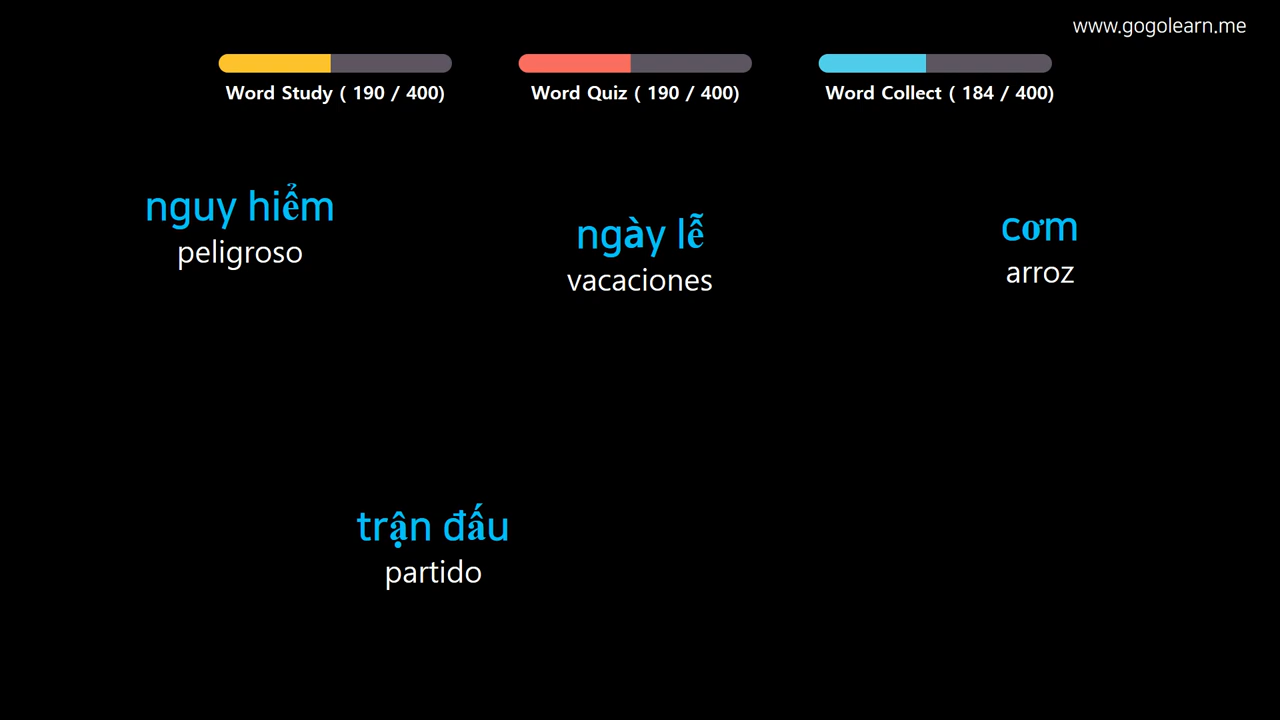 www.gogolearn.me
Word Study ( 190 / 400)
Word Quiz ( 190 / 400)
Word Collect ( 184 / 400)
nguy hiểm
peligroso
ngày lễ
vacaciones
cơm
arroz
trận đấu
partido